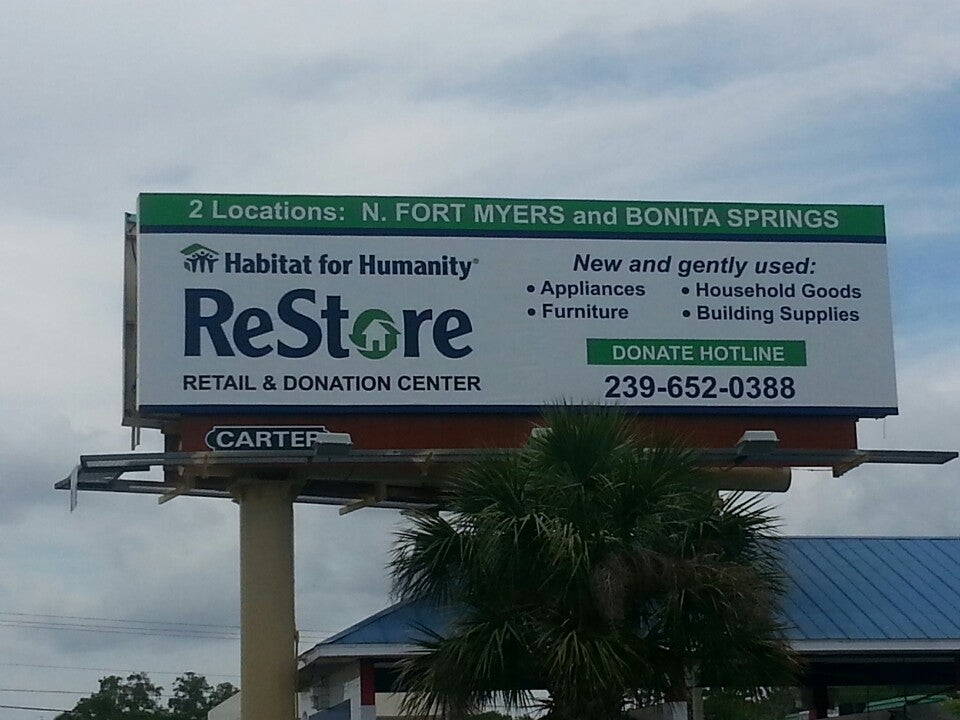 2 Locations: N. FORT MYERS and BONITA SPRINGS
Habitat for Humanity®
ReStore
RETAIL & DONATION CENTER
New and gently used:
• Appliances • Household Goods
• Furniture • Building Supplies
DONATE HOTLINE
239-652-0388
CARTER